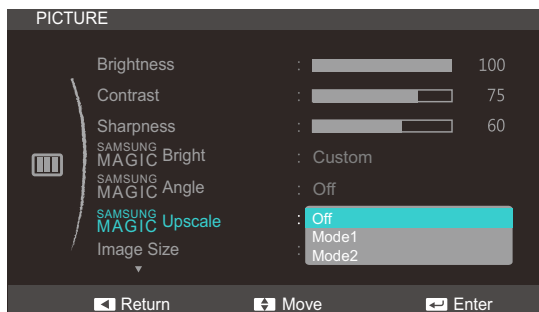 PICTURE
Brightness : 100
Contrast : 75
Sharpness : 60
SAMSUNG MAGIC Bright : Custom
SAMSUNG MAGIC Angle : Off
SAMSUNG MAGIC Upscale : Off
Mode1
Image Size : Mode2
Return Move Enter